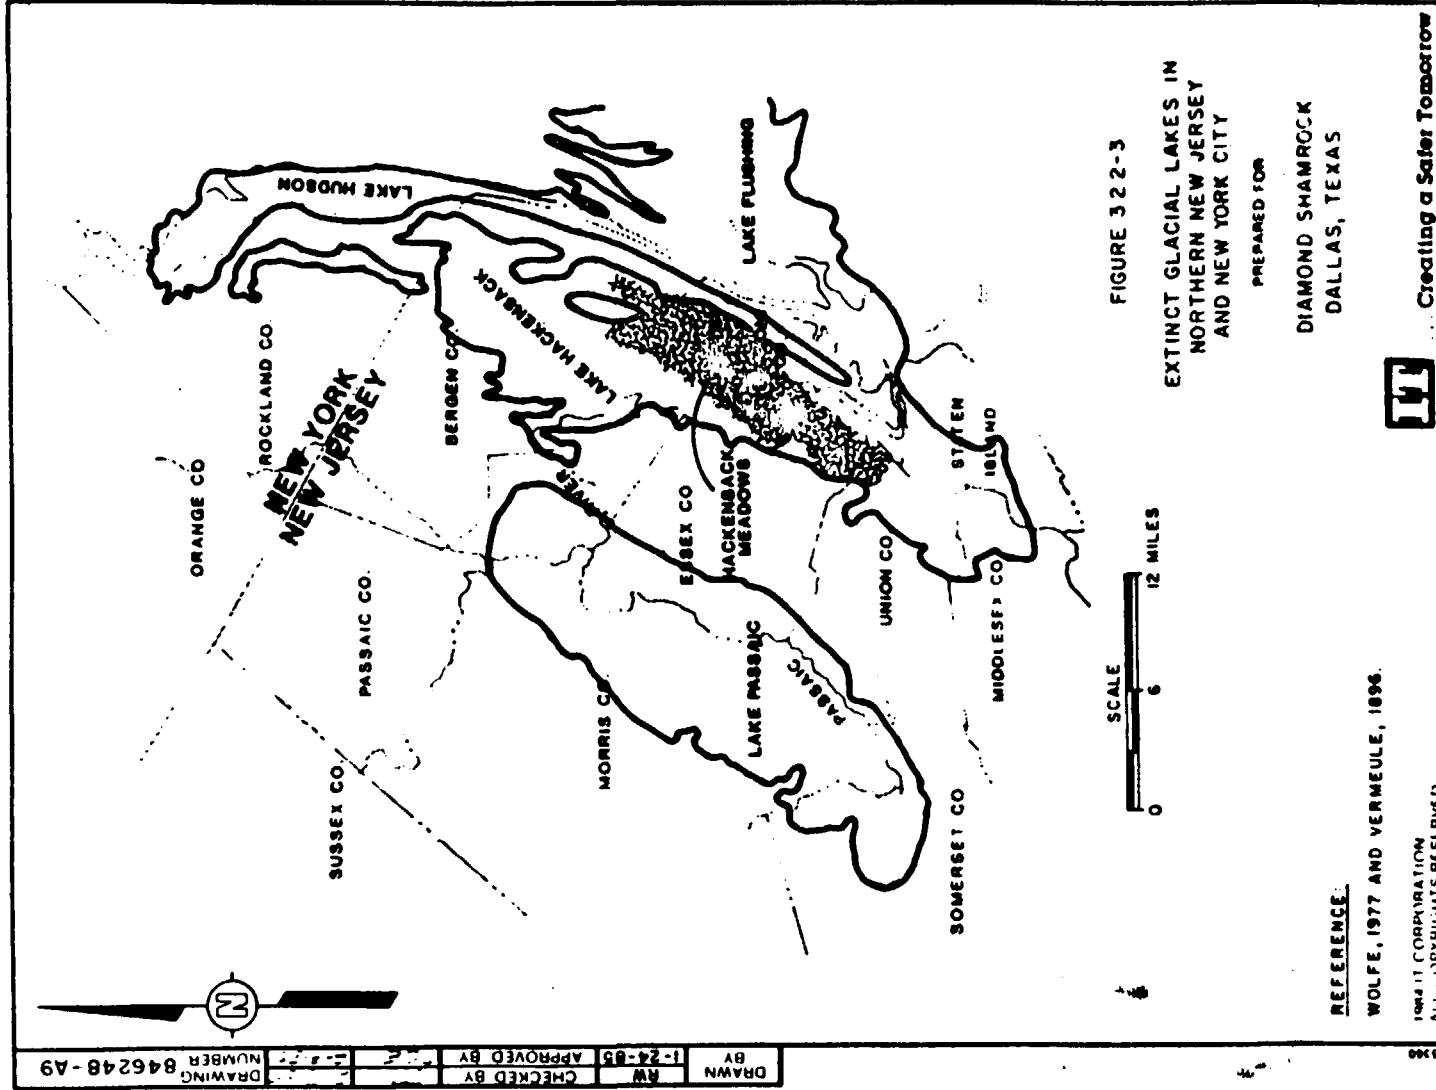 DRAWING
NUMBER
846248-A9
CHECKED BY
APPROVED BY
RW
1-24-85
DRAWN
BY
N
ORANGE CO
ROCKLAND CO.
NEW YORK
NEW JERSEY
SUSSEX CO.
PASSAIC CO.
BERGEN CO.
LAKE HUDSON
LAKE HACKENSACK
LAKE FLUSHING
MORRIS CO.
RIVER
ESSEX CO
HACKENSACK
MEADOWS
LAKE PASSAIC
PASSAIC
UNION CO.
STATEN
ISLAND
SOMERSET CO
MIDDLESEX CO.
SCALE
0 6 12 MILES
FIGURE 3 2 2-3
EXTINCT GLACIAL LAKES IN
NORTHERN NEW JERSEY
AND NEW YORK CITY
PREPARED FOR
DIAMOND SHAMROCK
DALLAS, TEXAS
REFERENCE:
WOLFE, 1977 AND VERMEULE, 1896.
1984 IT CORPORATION
... Creating a Safer Tomorrow